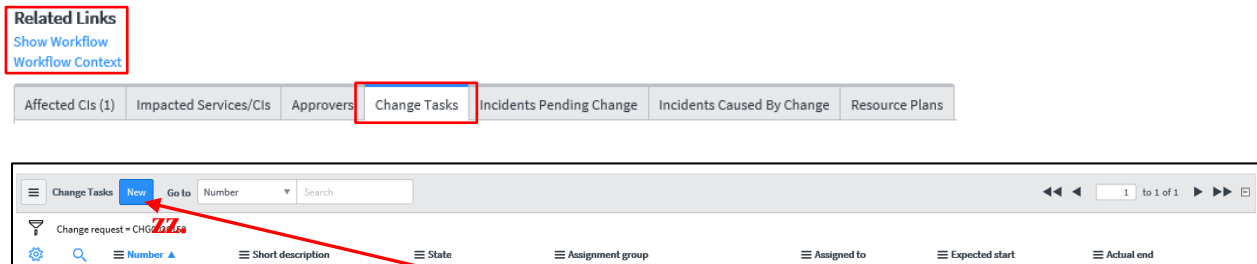 Related Links
Show Workflow
Workflow Context
Affected CIs (1) Impacted Services/CIs Approvers Change Tasks Incidents Pending Change Incidents Caused By Change Resource Plans
Change Tasks New Go to Number Search 1 to 1 of 1
Change request = zz.
Number Short description State Assignment group Assigned to Expected start Actual end